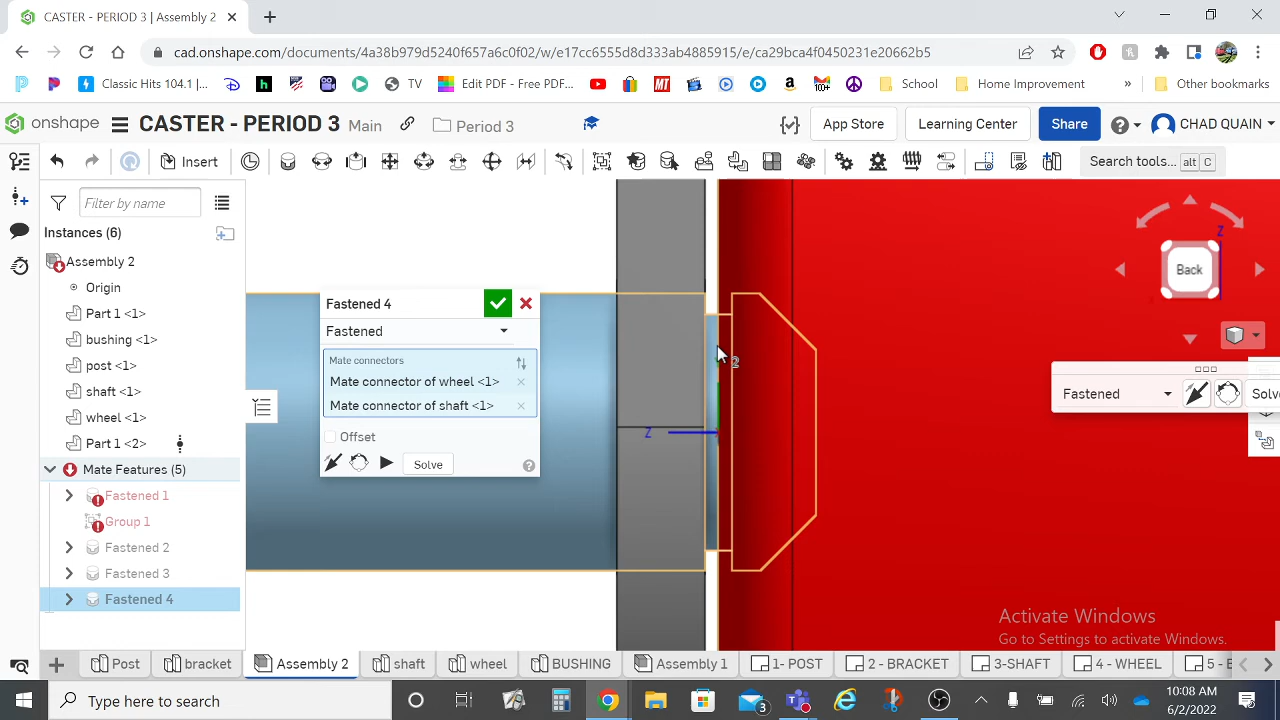 CASTER - PERIOD 3 | Assembly 2
cad.onshape.com/documents/4a38b979d5240f657a6c0f02/w/e17cc6555d8d333ab4885915/e/ca29bca4f0450231e20662b5
Classic Hits 104.1 |...
TV
Edit PDF - Free PDF...
MT
100+
School
Home Improvement
»
Other bookmarks
onshape
CASTER - PERIOD 3
Main
Period 3
App Store
Learning Center
Share
CHAD QUAIN
Insert
Search tools...
alt
C
Filter by name
Instances (6)
Assembly 2
Origin
Part 1 <1>
bushing <1>
post <1>
shaft <1>
wheel <1>
Part 1 <2>
Mate Features (5)
Fastened 1
Group 1
Fastened 2
Fastened 3
Fastened 4
Fastened 4
Fastened
Mate connectors
Mate connector of wheel <1>
Mate connector of shaft <1>
Offset
Solve
Z
2
Z
Back
Fastened
Solv
Activate Windows
Go to Settings to activate Windows.
Post
bracket
Assembly 2
shaft
wheel
BUSHING
Assembly 1
1- POST
2 - BRACKET
3-SHAFT
4 - WHEEL
5 - B
Type here to search
3
10:08 AM
6/2/2022